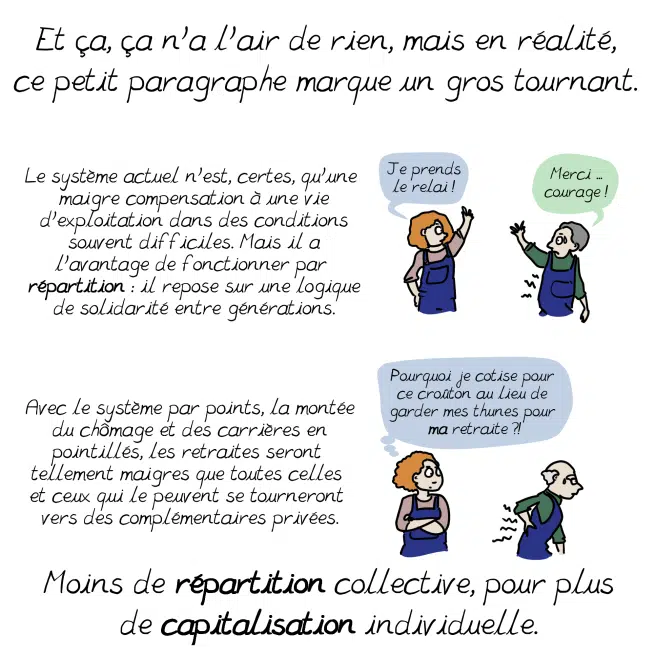 Et ça, ça n'a l'air de rien, mais en réalité,
ce petit paragraphe marque un gros tournant.
Le système actuel n'est, certes, qu'une
maigre compensation à une vie
d'exploitation dans des conditions
souvent difficiles. Mais il a
l'avantage de fonctionner par
répartition : il repose sur une logique
de solidarité entre générations.
Je prends
le relai !
Merci ...
courage !
Avec le système par points, la montée
du chômage et des carrières en
pointillés, les retraites seront
tellement maigres que toutes celles
et ceux qui le peuvent se tourneront
vers des complémentaires privées.
Pourquoi je cotise pour
ce croûton au lieu de
garder mes thunes pour
ma retraite ?!
Moins de répartition collective, pour plus
de capitalisation individuelle.